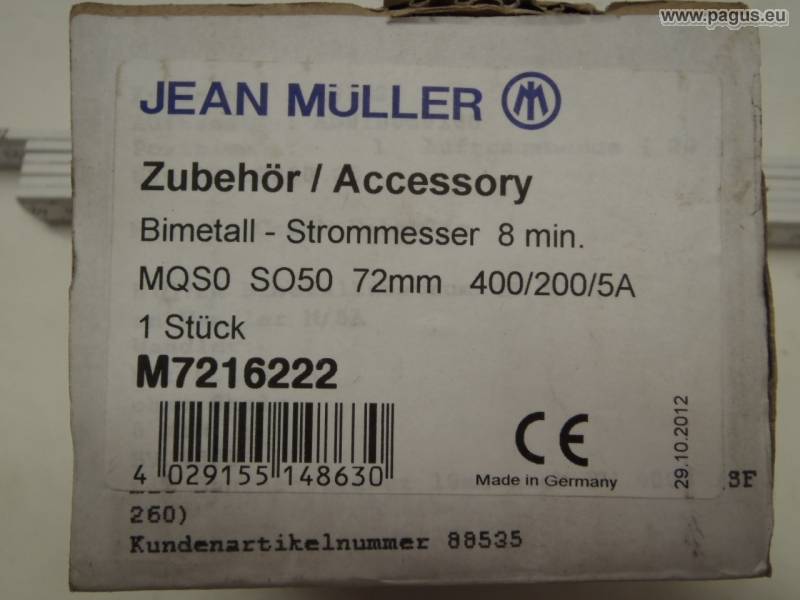 www.pagus.eu
JEAN MÜLLER
Zubehör / Accessory
Bimetall - Strommesser 8 min.
MQS0 SO50 72mm 400/200/5A
1 Stück
M7216222
4 029155 148630
CE
Made in Germany
29.10.2012
SF
260)
Kundenartikelnummer 88535